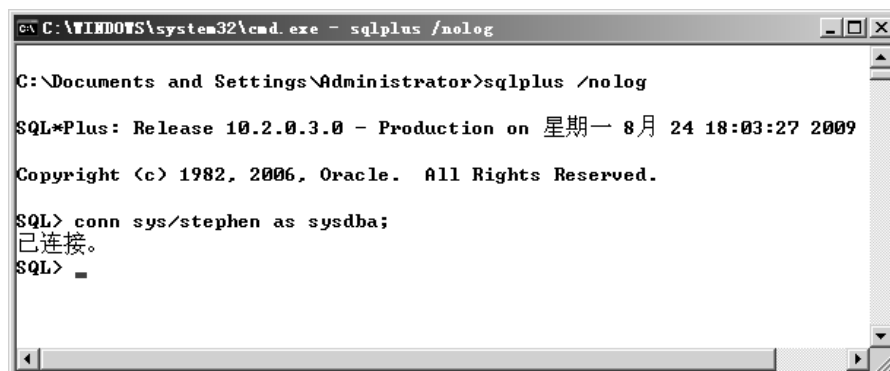 C:\WINDOWS\system32\cmd.exe - sqlplus /nolog
C:\Documents and Settings\Administrator>sqlplus /nolog
SQL*Plus: Release 10.2.0.3.0 - Production on 星期一 8月 24 18:03:27 2009
Copyright (c) 1982, 2006, Oracle.  All Rights Reserved.
SQL> conn sys/stephen as sysdba;
已连接。
SQL> _